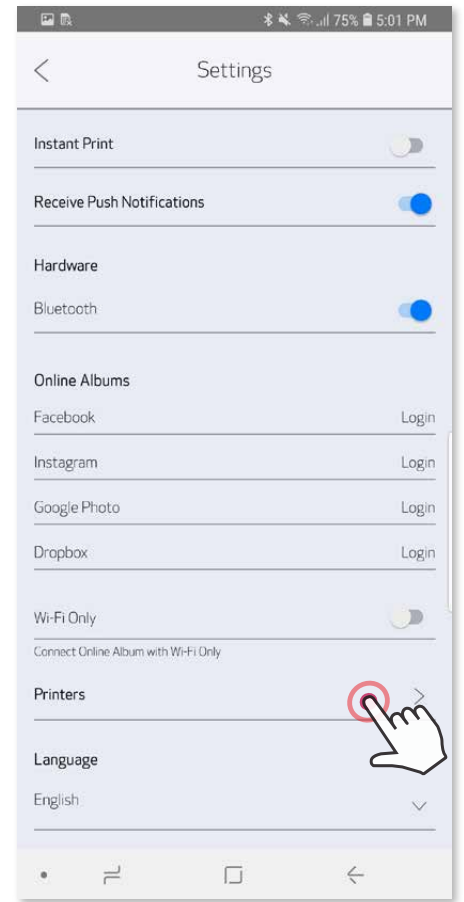 75% 5:01 PM
Settings
Instant Print
Receive Push Notifications
Hardware
Bluetooth
Online Albums
Facebook Login
Instagram Login
Google Photo Login
Dropbox Login
Wi-Fi Only
Connect Online Album with Wi-Fi Only
Printers
Language
English